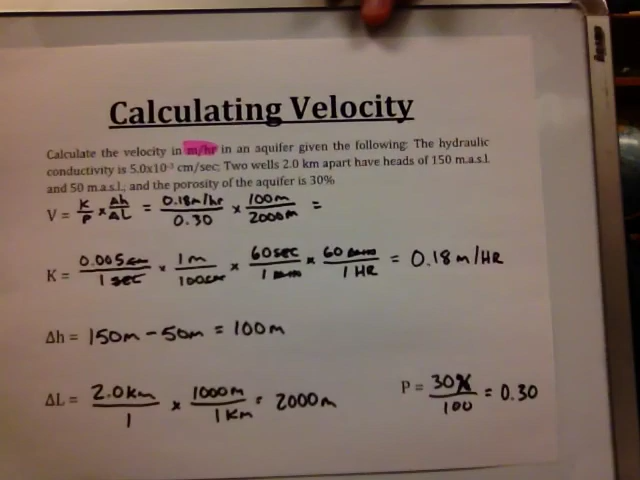 Calculating Velocity
Calculate the velocity in m/hr in an aquifer given the following: The hydraulic
conductivity is 5.0x10⁻³ cm/sec; Two wells 2.0 km apart have heads of 150 m.a.s.l
and 50 m.a.s.l., and the porosity of the aquifer is 30%
V = K/P × Δh/ΔL = 0.18m/hr/0.30 × 100m/2000m =
K = 0.005cm/1 sec × 1m/100cm × 60sec/1 min × 60 min/1 HR = 0.18m/HR
Δh = 150m - 50m = 100m
ΔL = 2.0km/1 × 1000m/1Km = 2000m
P = 30%/100 = 0.30